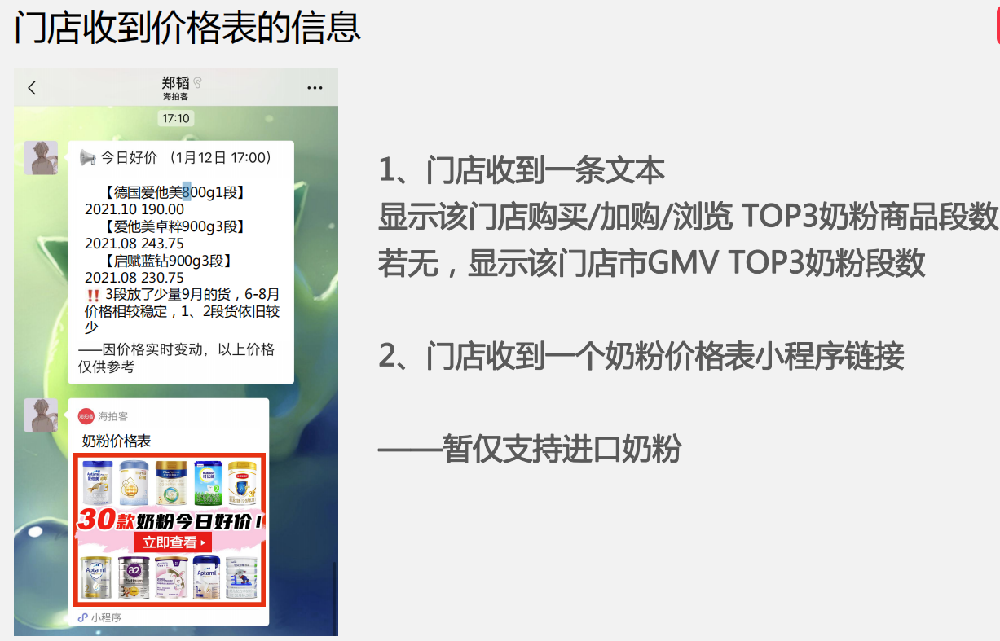 门店收到价格表的信息
郑韬
海拍客
17:10
今日好价 （1月12日 17:00）
【德国爱他美800g1段】
2021.10 190.00
【爱他美卓粹900g3段】
2021.08 243.75
【启赋蓝钻900g3段】
2021.08 230.75
‼️ 3段放了少量9月的货，6-8月
价格相较稳定，1、2段货依旧较
少
——因价格实时变动，以上价格
仅供参考
海拍客
奶粉价格表
Aptamil
30款奶粉今日好价!
立即查看
Aptamil
a2
Platinum
Aptamil
小程序
1、门店收到一条文本
显示该门店购买/加购/浏览 TOP3奶粉商品段数
若无，显示该门店市GMV TOP3奶粉段数
2、门店收到一个奶粉价格表小程序链接
——暂仅支持进口奶粉